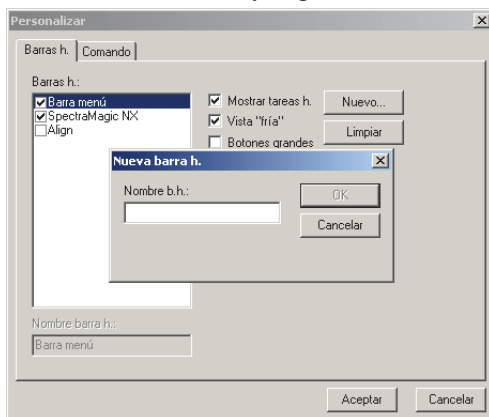 Personalizar
Barras h.
Comando
Barras h.:
Barra menú
SpectraMagic NX
Align
Mostrar tareas h.
Vista "fría"
Botones grandes
Nuevo...
Limpiar
Nueva barra h.
Nombre b.h.:
OK
Cancelar
Nombre barra h.:
Barra menú
Aceptar
Cancelar